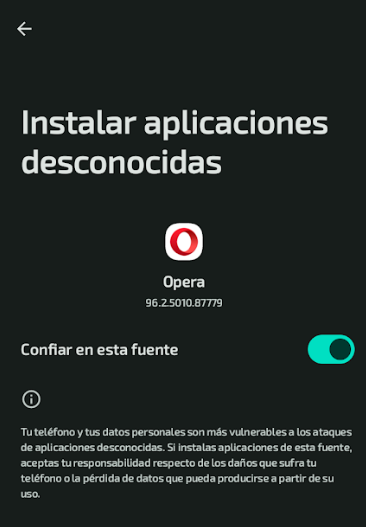 Instalar aplicaciones
desconocidas
Opera
96.2.5010.87779
Confiar en esta fuente
Tu teléfono y tus datos personales son más vulnerables a los ataques
de aplicaciones desconocidas. Si instalas aplicaciones de esta fuente,
aceptas tu responsabilidad respecto de los daños que sufra tu
teléfono o la pérdida de datos que pueda producirse a partir de su
uso.